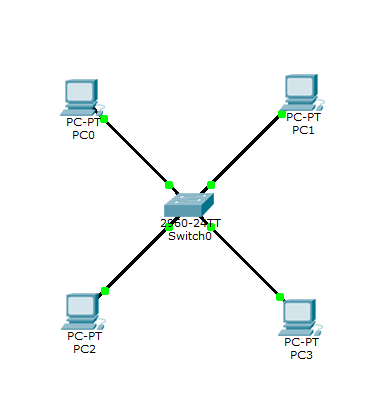 PC-PT
PC0
PC-PT
PC1
2960-24TT
Switch0
PC-PT
PC2
PC-PT
PC3